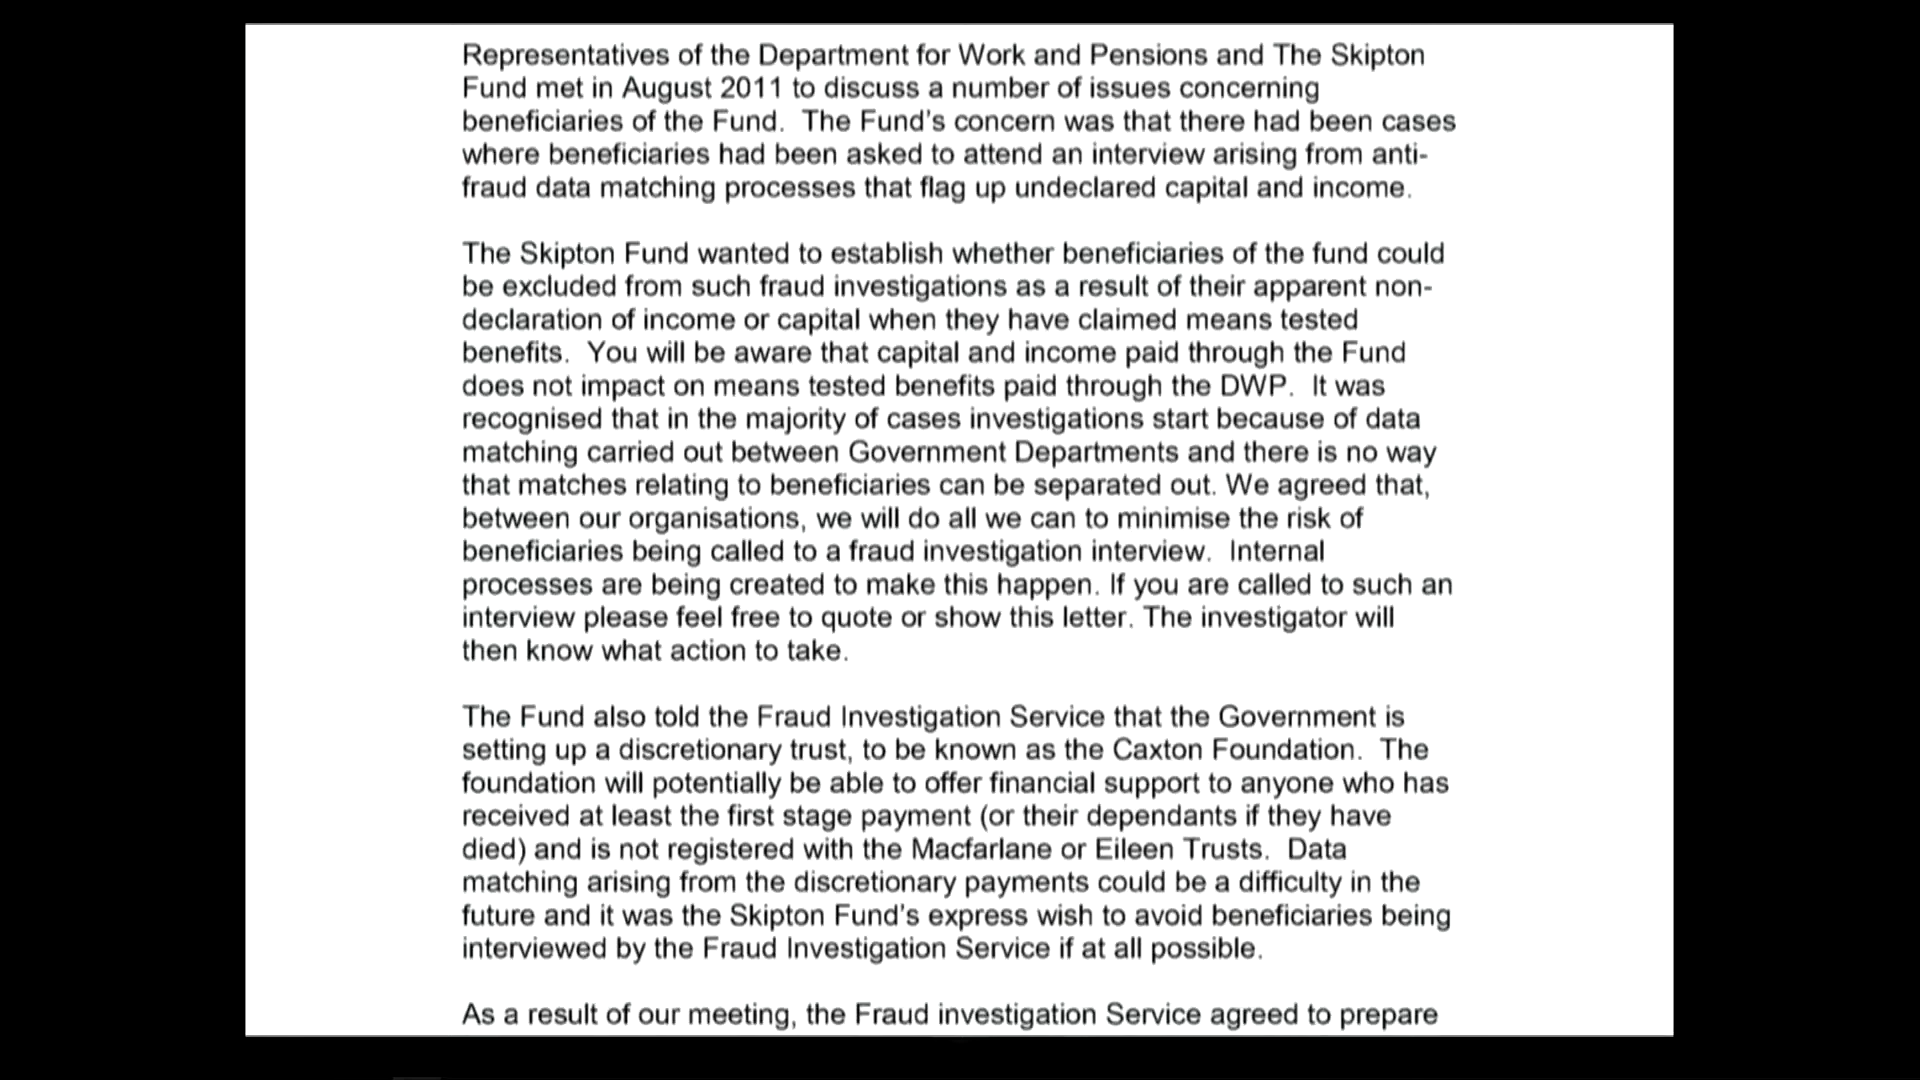 Representatives of the Department for Work and Pensions and The Skipton
Fund met in August 2011 to discuss a number of issues concerning
beneficiaries of the Fund.  The Fund's concern was that there had been cases
where beneficiaries had been asked to attend an interview arising from anti-
fraud data matching processes that flag up undeclared capital and income.

The Skipton Fund wanted to establish whether beneficiaries of the fund could
be excluded from such fraud investigations as a result of their apparent non-
declaration of income or capital when they have claimed means tested
benefits.  You will be aware that capital and income paid through the Fund
does not impact on means tested benefits paid through the DWP.  It was
recognised that in the majority of cases investigations start because of data
matching carried out between Government Departments and there is no way
that matches relating to beneficiaries can be separated out. We agreed that,
between our organisations, we will do all we can to minimise the risk of
beneficiaries being called to a fraud investigation interview.  Internal
processes are being created to make this happen. If you are called to such an
interview please feel free to quote or show this letter. The investigator will
then know what action to take.

The Fund also told the Fraud Investigation Service that the Government is
setting up a discretionary trust, to be known as the Caxton Foundation.  The
foundation will potentially be able to offer financial support to anyone who has
received at least the first stage payment (or their dependants if they have
died) and is not registered with the Macfarlane or Eileen Trusts.  Data
matching arising from the discretionary payments could be a difficulty in the
future and it was the Skipton Fund's express wish to avoid beneficiaries being
interviewed by the Fraud Investigation Service if at all possible.

As a result of our meeting, the Fraud investigation Service agreed to prepare